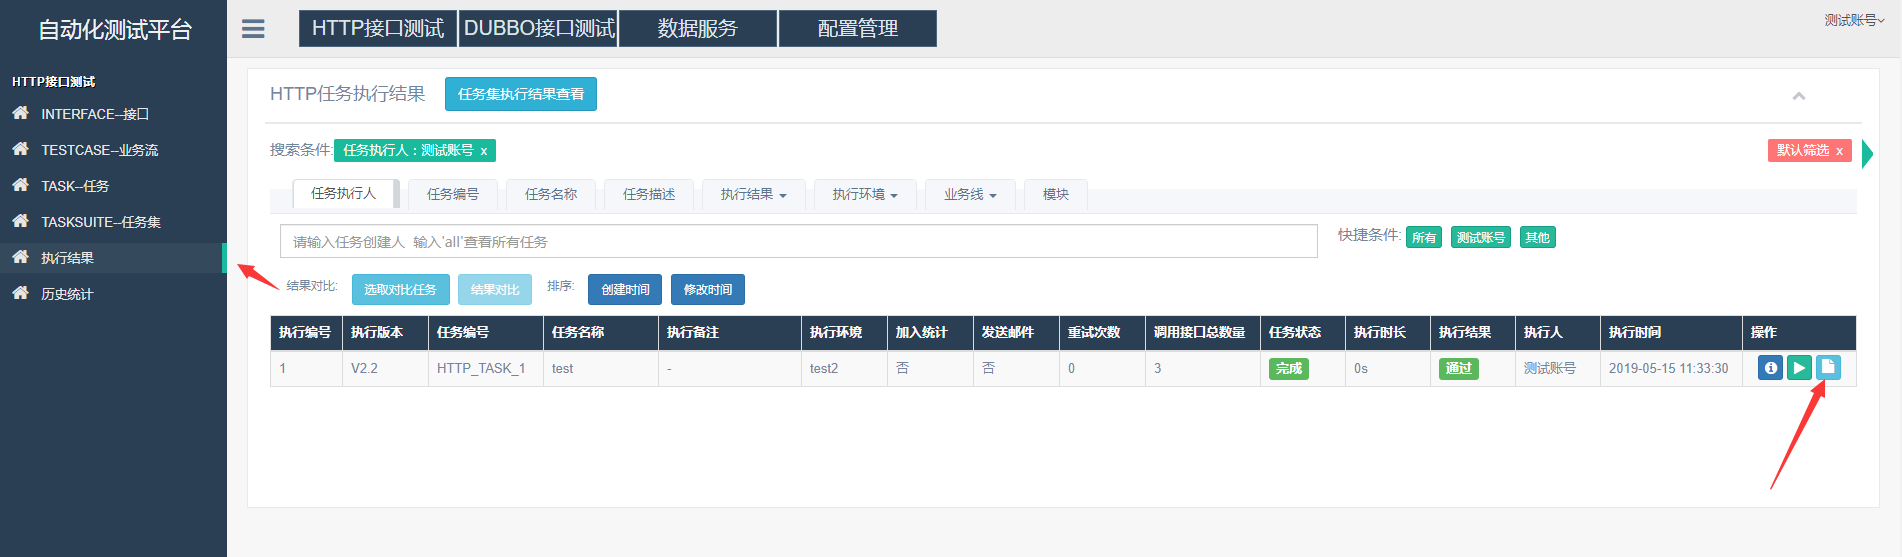 自动化测试平台
HTTP接口测试 DUBBO接口测试 数据服务 配置管理
测试账号
HTTP接口测试
INTERFACE--接口
TESTCASE--业务流
TASK--任务
TASKSUITE--任务集
执行结果
历史统计
HTTP任务执行结果 任务集执行结果查看
搜索条件: 任务执行人：测试账号 x 默认筛选 x
任务执行人 任务编号 任务名称 任务描述 执行结果 执行环境 业务线 模块
请输入任务创建人 输入'all'查看所有任务 快捷条件: 所有 测试账号 其他
结果对比: 选取对比任务 结果对比 排序: 创建时间 修改时间
执行编号 执行版本 任务编号 任务名称 执行备注 执行环境 加入统计 发送邮件 重试次数 调用接口总数量 任务状态 执行时长 执行结果 执行人 执行时间 操作
1 V2.2 HTTP_TASK_1 test - test2 否 否 0 3 完成 0s 通过 测试账号 2019-05-15 11:33:30